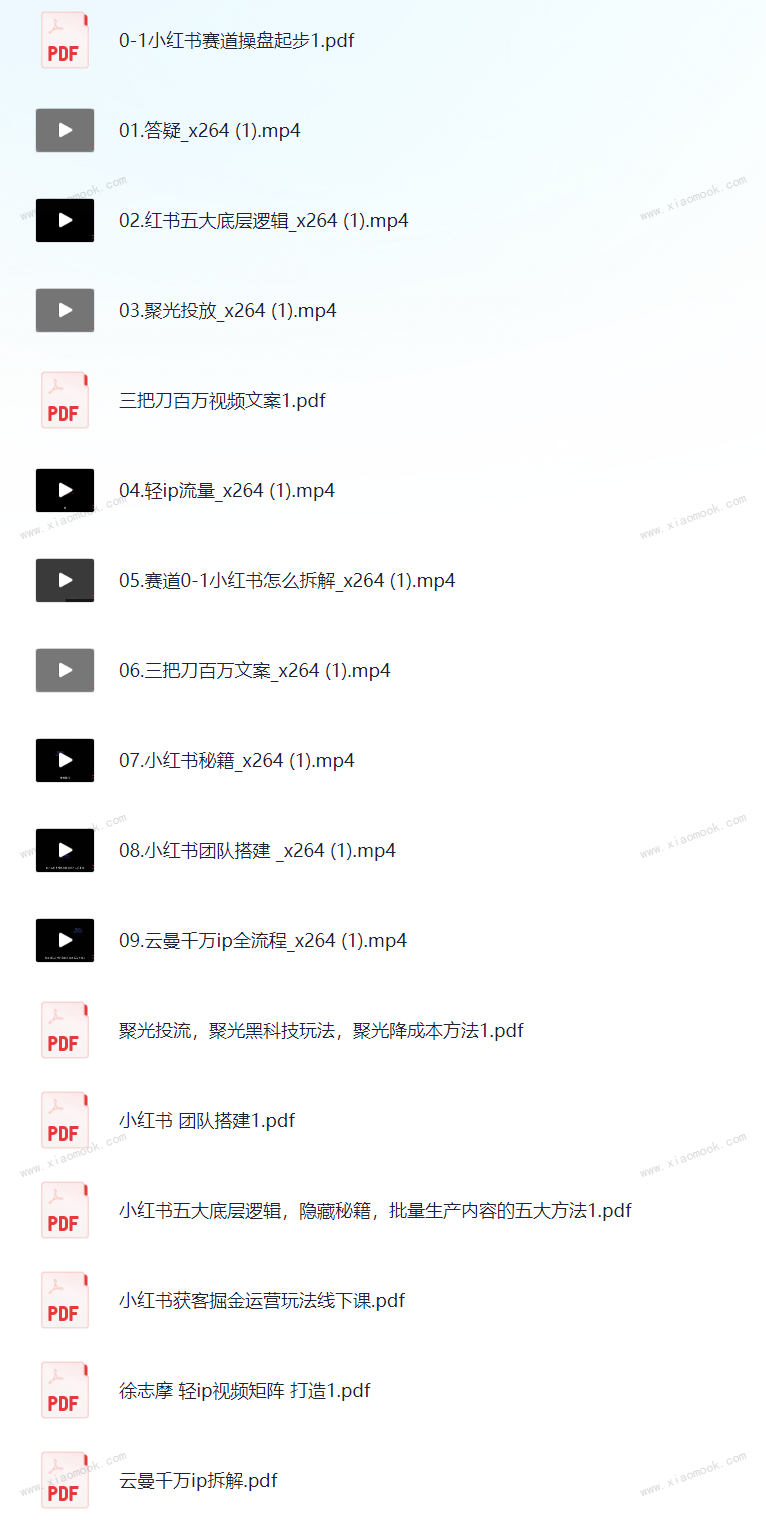 0-1小红书赛道操盘起步1.pdf
01.答疑_x264 (1).mp4
www.xiaomook.com
www.xiaomook.com
02.红书五大底层逻辑_x264 (1).mp4
03.聚光投放_x264 (1).mp4
三把刀百万视频文案1.pdf
04.轻ip流量_x264 (1).mp4
www.xiaomook.com
www.xiaomook.com
05.赛道0-1小红书怎么拆解_x264 (1).mp4
06.三把刀百万文案_x264 (1).mp4
07.小红书秘籍_x264 (1).mp4
www.xiaomook.com
www.xiaomook.com
08.小红书团队搭建 _x264 (1).mp4
09.云曼千万ip全流程_x264 (1).mp4
PDF
聚光投流，聚光黑科技玩法，聚光降成本方法1.pdf
PDF
小红书 团队搭建1.pdf
www.xiaomook.com
www.xiaomook.com
PDF
小红书五大底层逻辑，隐藏秘籍，批量生产内容的五大方法1.pdf
PDF
小红书获客掘金运营玩法线下课.pdf
PDF
徐志摩 轻ip视频矩阵 打造1.pdf
PDF
云曼千万ip拆解.pdf
www.xiaomook.com
www.xiaomook.com